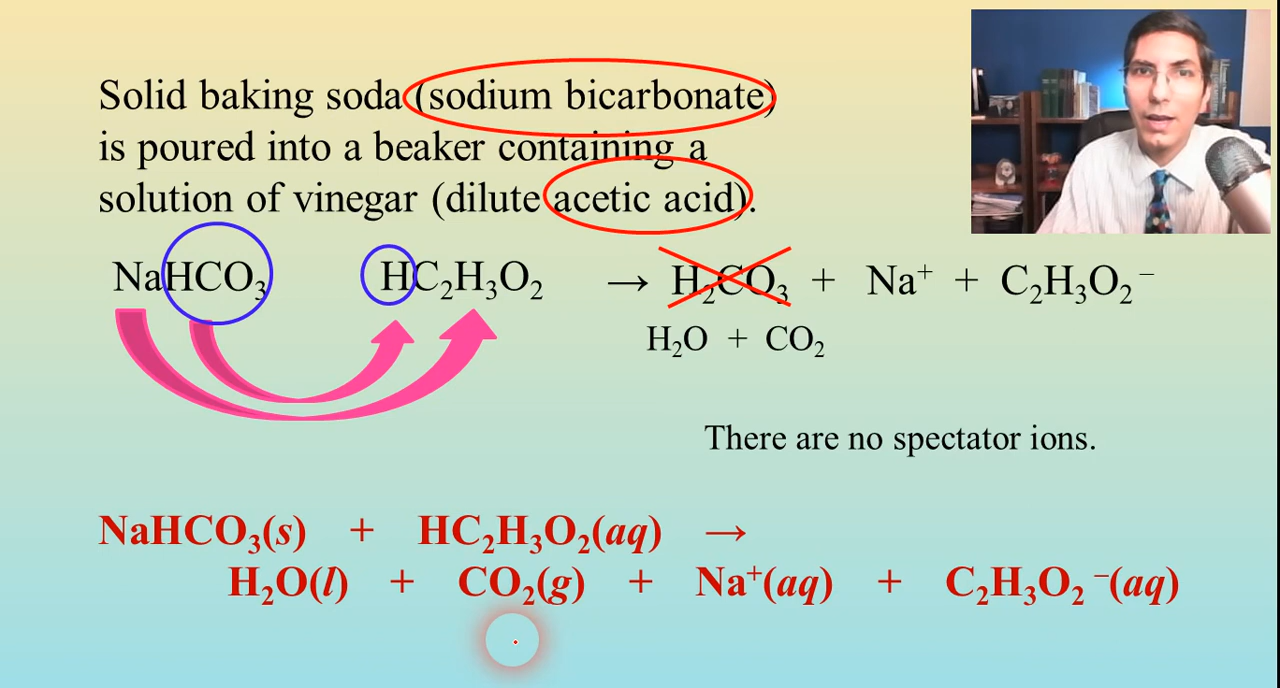 Solid baking soda (sodium bicarbonate)
is poured into a beaker containing a
solution of vinegar (dilute acetic acid).
NaHCO₃ HC₂H₃O₂ → H₂CO₃ + Na⁺ + C₂H₃O₂⁻
H₂O + CO₂
There are no spectator ions.
NaHCO₃(s) + HC₂H₃O₂(aq) →
H₂O(l) + CO₂(g) + Na⁺(aq) + C₂H₃O₂⁻(aq)